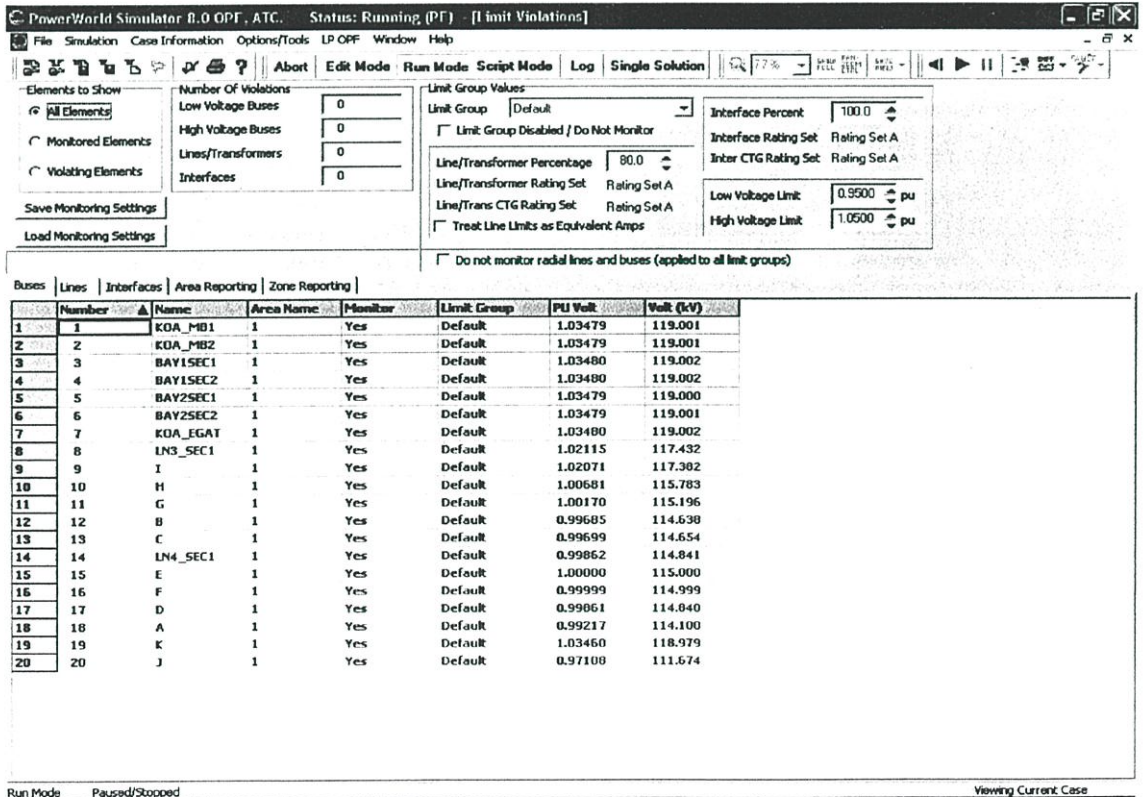 PowerWorld Simulator 8.0 OPF, ATC. Status: Running (PF) - [Limit Violations]
File Simulation Case Information Options/Tools LP OPF Window Help
Abort Edit Mode Run Mode Script Mode Log Single Solution 77%
Elements to Show
All Elements
Monitored Elements
Violating Elements
Save Monitoring Settings
Load Monitoring Settings
Number Of Violations
Low Voltage Buses 0
High Voltage Buses 0
Lines/Transformers 0
Interfaces 0
Limit Group Values
Limit Group Default
Limit Group Disabled / Do Not Monitor
Line/Transformer Percentage 80.0
Line/Transformer Rating Set Rating Set A
Line/Trans CTG Rating Set Rating Set A
Treat Line Limits as Equivalent Amps
Interface Percent 100.0
Interface Rating Set Rating Set A
Inter CTG Rating Set Rating Set A
Low Voltage Limit 0.9500 pu
High Voltage Limit 1.0500 pu
Do not monitor radial lines and buses (applied to all limit groups)
Buses Lines Interfaces Area Reporting Zone Reporting
Number Name Area Name Monitor Limit Group PU Volt Volt (kV)
1 1 KOA_MB1 1 Yes Default 1.03479 119.001
2 2 KOA_MB2 1 Yes Default 1.03479 119.001
3 3 BAY1SEC1 1 Yes Default 1.03480 119.002
4 4 BAY1SEC2 1 Yes Default 1.03480 119.002
5 5 BAY2SEC1 1 Yes Default 1.03479 119.000
6 6 BAY2SEC2 1 Yes Default 1.03479 119.001
7 7 KOA_EGAT 1 Yes Default 1.03480 119.002
8 8 LN3_SEC1 1 Yes Default 1.02115 117.432
9 9 I 1 Yes Default 1.02071 117.382
10 10 H 1 Yes Default 1.00681 115.783
11 11 G 1 Yes Default 1.00170 115.196
12 12 B 1 Yes Default 0.99685 114.638
13 13 C 1 Yes Default 0.99699 114.654
14 14 LN4_SEC1 1 Yes Default 0.99862 114.841
15 15 E 1 Yes Default 1.00000 115.000
16 16 F 1 Yes Default 0.99999 114.999
17 17 D 1 Yes Default 0.99861 114.840
18 18 A 1 Yes Default 0.99217 114.100
19 19 K 1 Yes Default 1.03460 118.979
20 20 J 1 Yes Default 0.97108 111.674
Run Mode Paused/Stopped Viewing Current Case